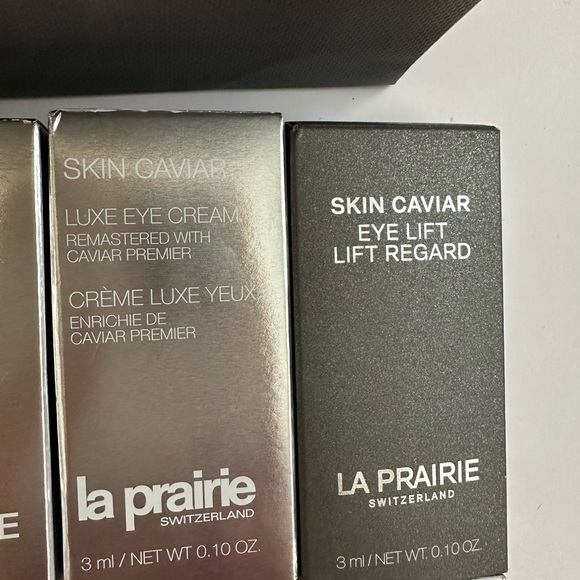 SKIN CAVIAR
LUXE EYE CREAM
REMASTERED WITH
CAVIAR PREMIER
CRÈME LUXE YEUX
ENRICHIE DE
CAVIAR PREMIER
la prairie
SWITZERLAND
3 ml / NET WT. 0.10 OZ.
SKIN CAVIAR
EYE LIFT
LIFT REGARD
LA PRAIRIE
SWITZERLAND
3 ml / NET WT. 0.10 OZ.
E